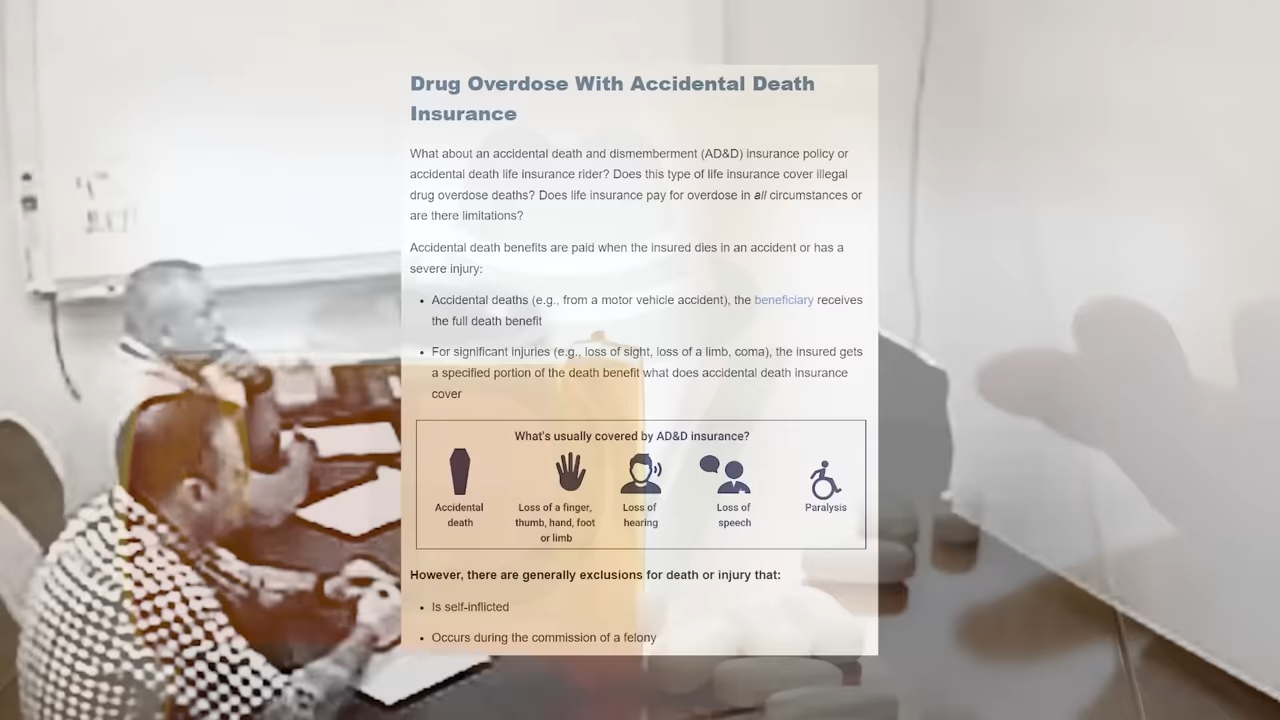 Drug Overdose With Accidental Death
Insurance
What about an accidental death and dismemberment (AD&D) insurance policy or
accidental death life insurance rider? Does this type of life insurance cover illegal
drug overdose deaths? Does life insurance pay for overdose in all circumstances or
are there limitations?
Accidental death benefits are paid when the insured dies in an accident or has a
severe injury:
• Accidental deaths (e.g., from a motor vehicle accident), the beneficiary receives
the full death benefit
• For significant injuries (e.g., loss of sight, loss of a limb, coma), the insured gets
a specified portion of the death benefit what does accidental death insurance
cover
What's usually covered by AD&D insurance?
Accidental
death
Loss of a finger,
thumb, hand, foot
or limb
Loss of
hearing
Loss of
speech
Paralysis
However, there are generally exclusions for death or injury that:
• Is self-inflicted
• Occurs during the commission of a felony